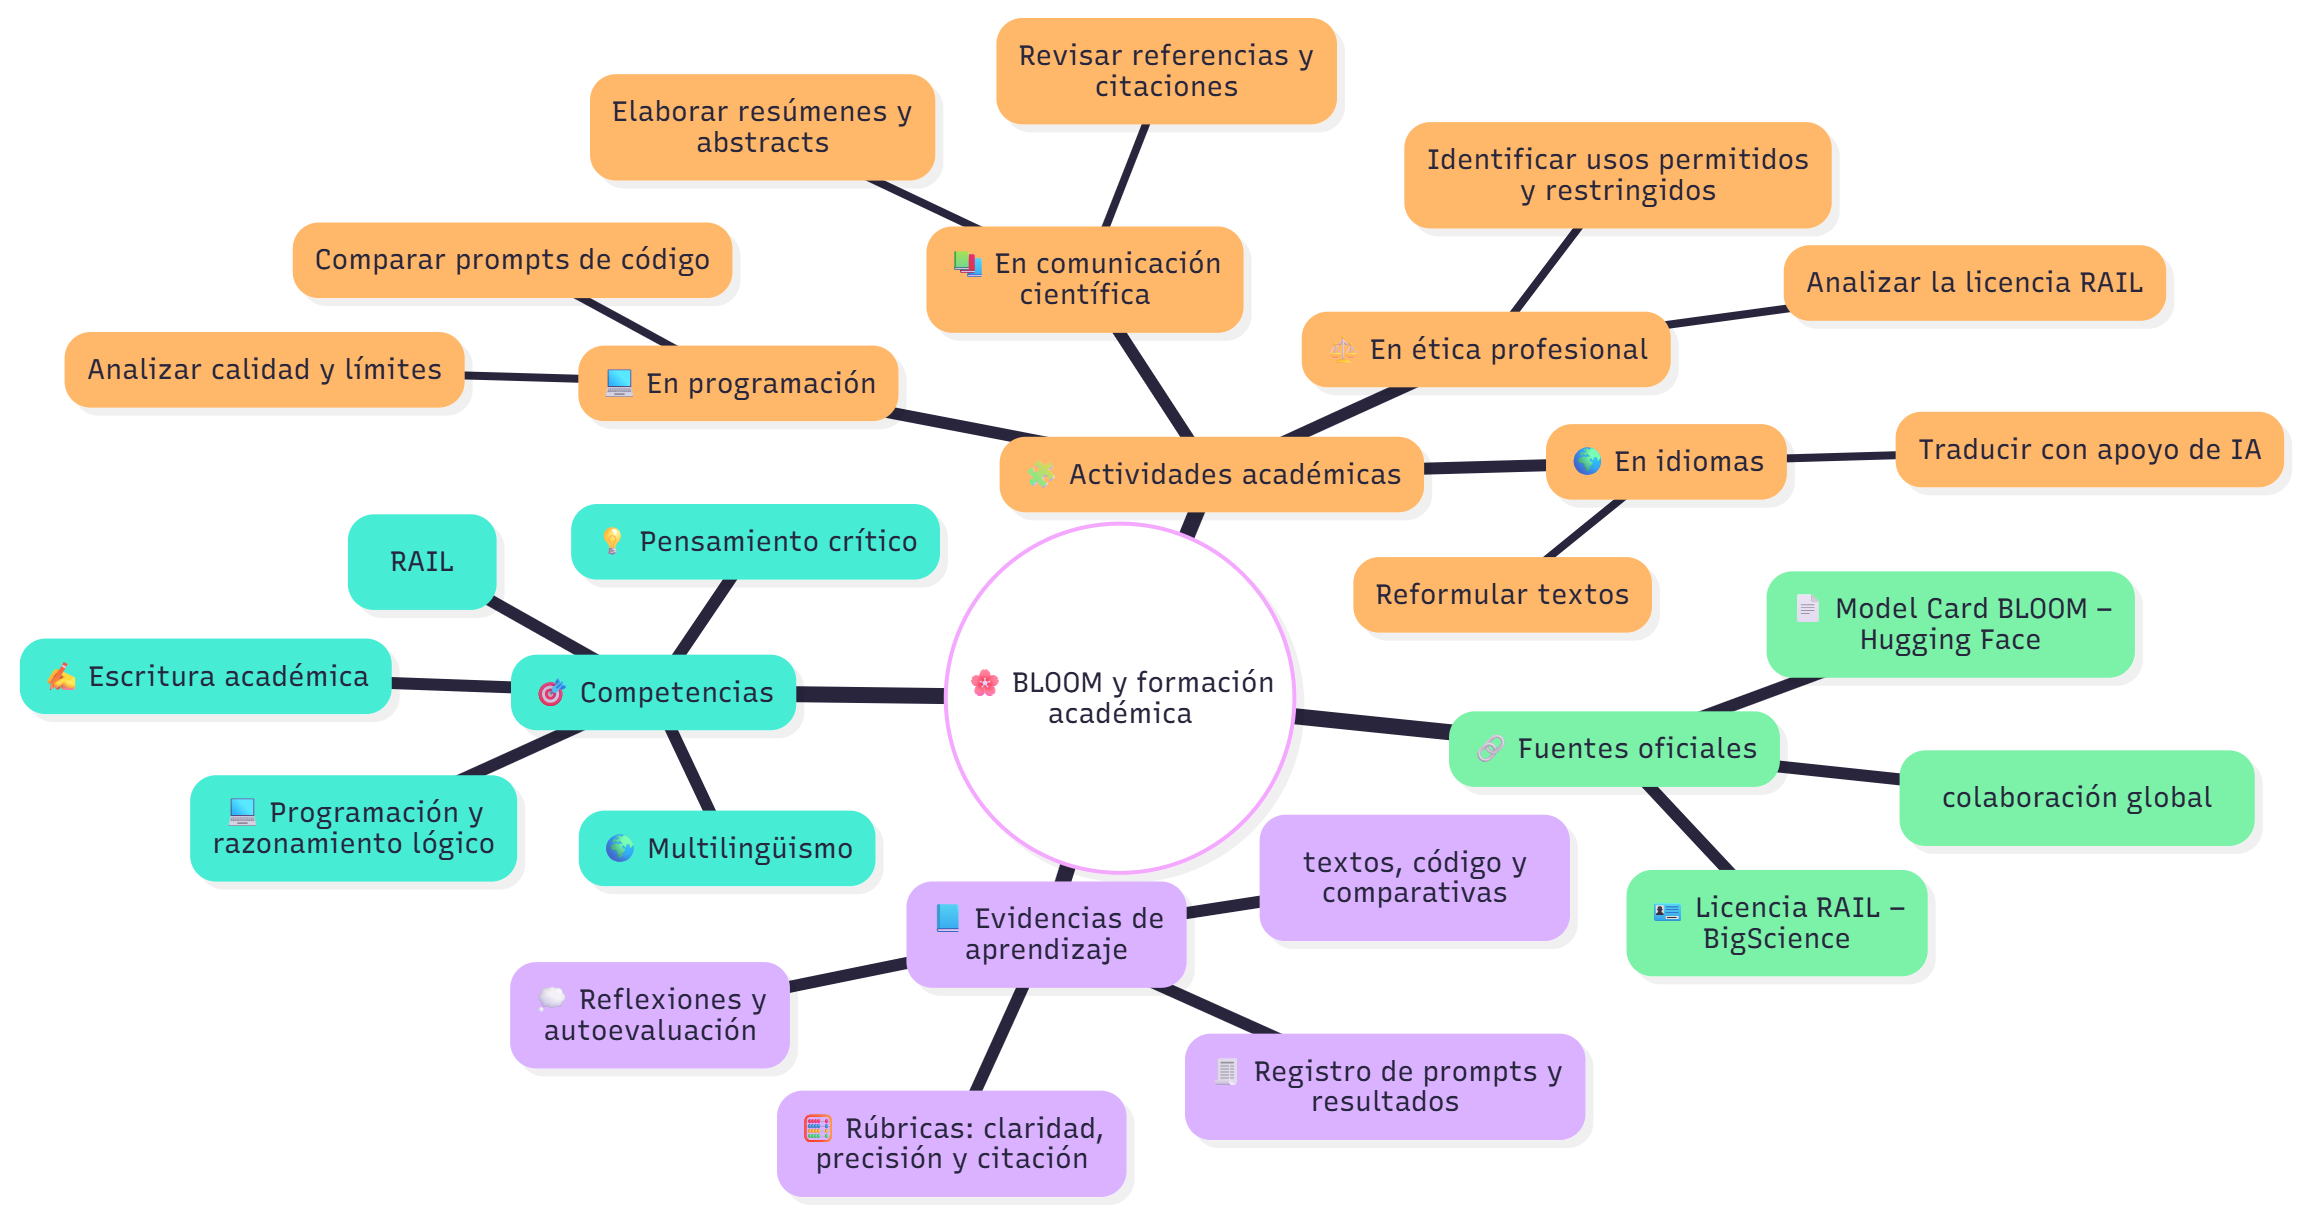 Revisar referencias y
citaciones
Elaborar resúmenes y
abstracts
Identificar usos permitidos
y restringidos
Comparar prompts de código
En comunicación
científica
Analizar la licencia RAIL
En ética profesional
Analizar calidad y límites
En programación
Actividades académicas
En idiomas
Traducir con apoyo de IA
Reformular textos
Pensamiento crítico
RAIL
Escritura académica
Competencias
Programación y
razonamiento lógico
Multilingüismo
BLOOM y formación
académica
Model Card BLOOM –
Hugging Face
Fuentes oficiales
colaboración global
Licencia RAIL –
BigScience
textos, código y
comparativas
Evidencias de
aprendizaje
Reflexiones y
autoevaluación
Registro de prompts y
resultados
Rúbricas: claridad,
precisión y citación